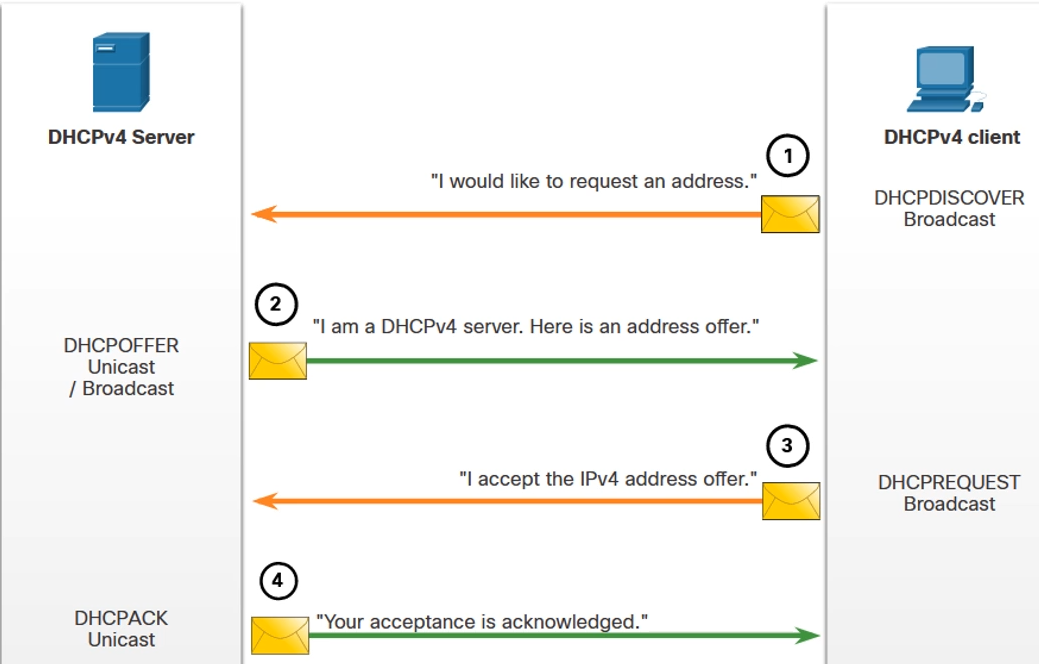 DHCPv4 Server
DHCPv4 client
1
"I would like to request an address."
DHCPDISCOVER
Broadcast
2
"I am a DHCPv4 server. Here is an address offer."
DHCPOFFER
Unicast
/ Broadcast
3
"I accept the IPv4 address offer."
DHCPREQUEST
Broadcast
4
"Your acceptance is acknowledged."
DHCPACK
Unicast